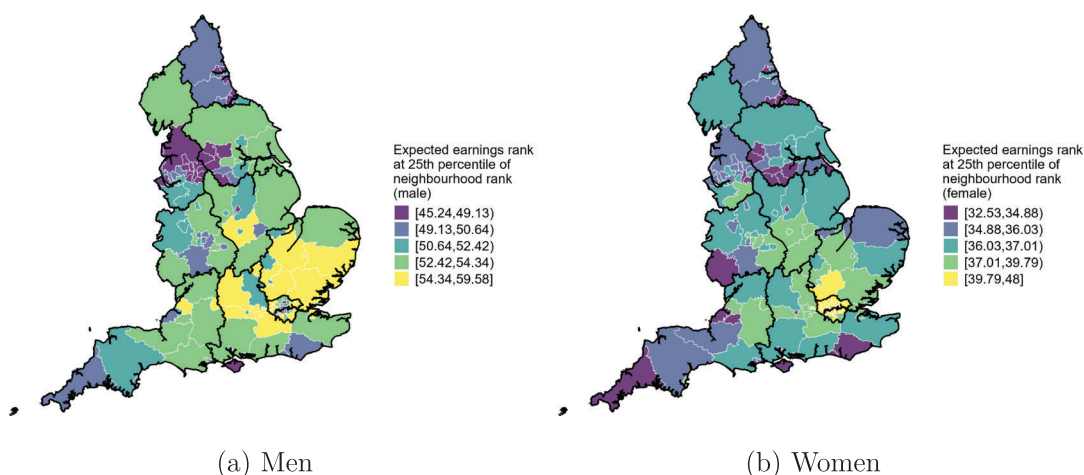 Expected earnings rank
at 25th percentile of
neighbourhood rank
(male)
[45.24,49.13)
[49.13,50.64)
[50.64,52.42)
[52.42,54.34)
[54.34,59.58]
Expected earnings rank
at 25th percentile of
neighbourhood rank
(female)
[32.53,34.88)
[34.88,36.03)
[36.03,37.01)
[37.01,39.79)
[39.79,48]
(a) Men
(b) Women